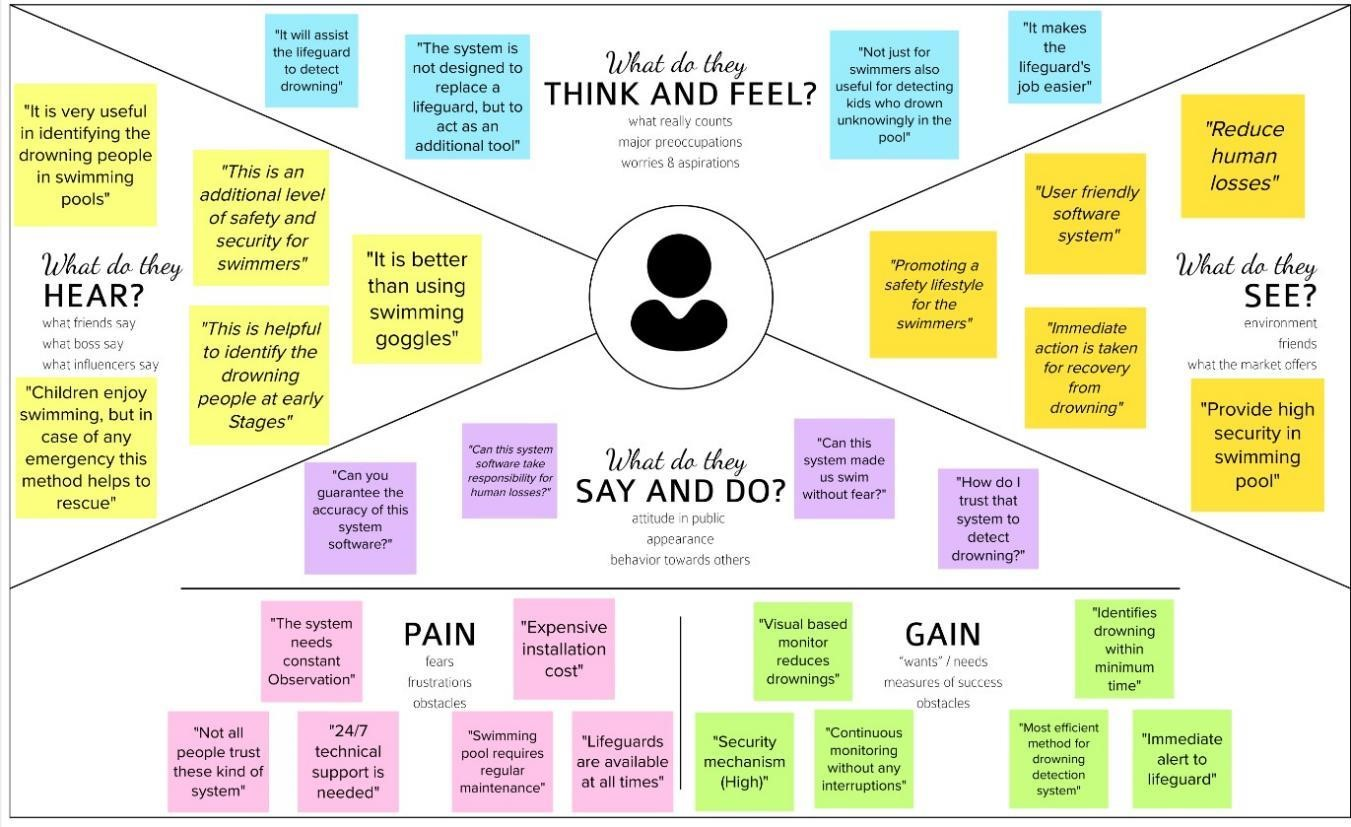 "It will assist
the lifeguard
to detect
drowning"
"The system is
not designed to
replace a
lifeguard, but to
act as an
additional tool"
What do they
THINK AND FEEL?
what really counts
major preoccupations
worries & aspirations
"Not just for
swimmers also
useful for detecting
kids who drown
unknowingly in the
pool"
"It makes
the
lifeguard's
job easier"
"It is very useful
in identifying the
drowning people
in swimming
pools"
"This is an
additional level
of safety and
security for
swimmers"
"It is better
than using
swimming
goggles"
What do they
HEAR?
what friends say
what boss say
what influencers say
"This is helpful
to identify the
drowning
people at early
Stages"
"Children enjoy
swimming, but in
case of any
emergency this
method helps to
rescue"
"Reduce
human
losses"
"User friendly
software
system"
"Promoting a
safety lifestyle
for the
swimmers"
What do they
SEE?
environment
friends
what the market offers
"Immediate
action is taken
for recovery
from
drowning"
"Provide high
security in
swimming
pool"
"Can you
guarantee the
accuracy of this
system
software?"
"Can this system
software take
responsibility for
human losses?"
What do they
SAY AND DO?
attitude in public
appearance
behavior towards others
"Can this
system made
us swim
without fear?"
"How do I
trust that
system to
detect
drowning?"
"The system
needs
constant
Observation"
PAIN
fears
frustrations
obstacles
"Expensive
installation
cost"
"Not all
people trust
these kind of
system"
"24/7
technical
support is
needed"
"Swimming
pool requires
regular
maintenance"
"Lifeguards
are available
at all times"
"Visual based
monitor
reduces
drownings"
GAIN
"wants" / needs
measures of success
obstacles
"Identifies
drowning
within
minimum
time"
"Security
mechanism
(High)"
"Continuous
monitoring
without any
interruptions"
"Most efficient
method for
drowning
detection
system"
"Immediate
alert to
lifeguard"